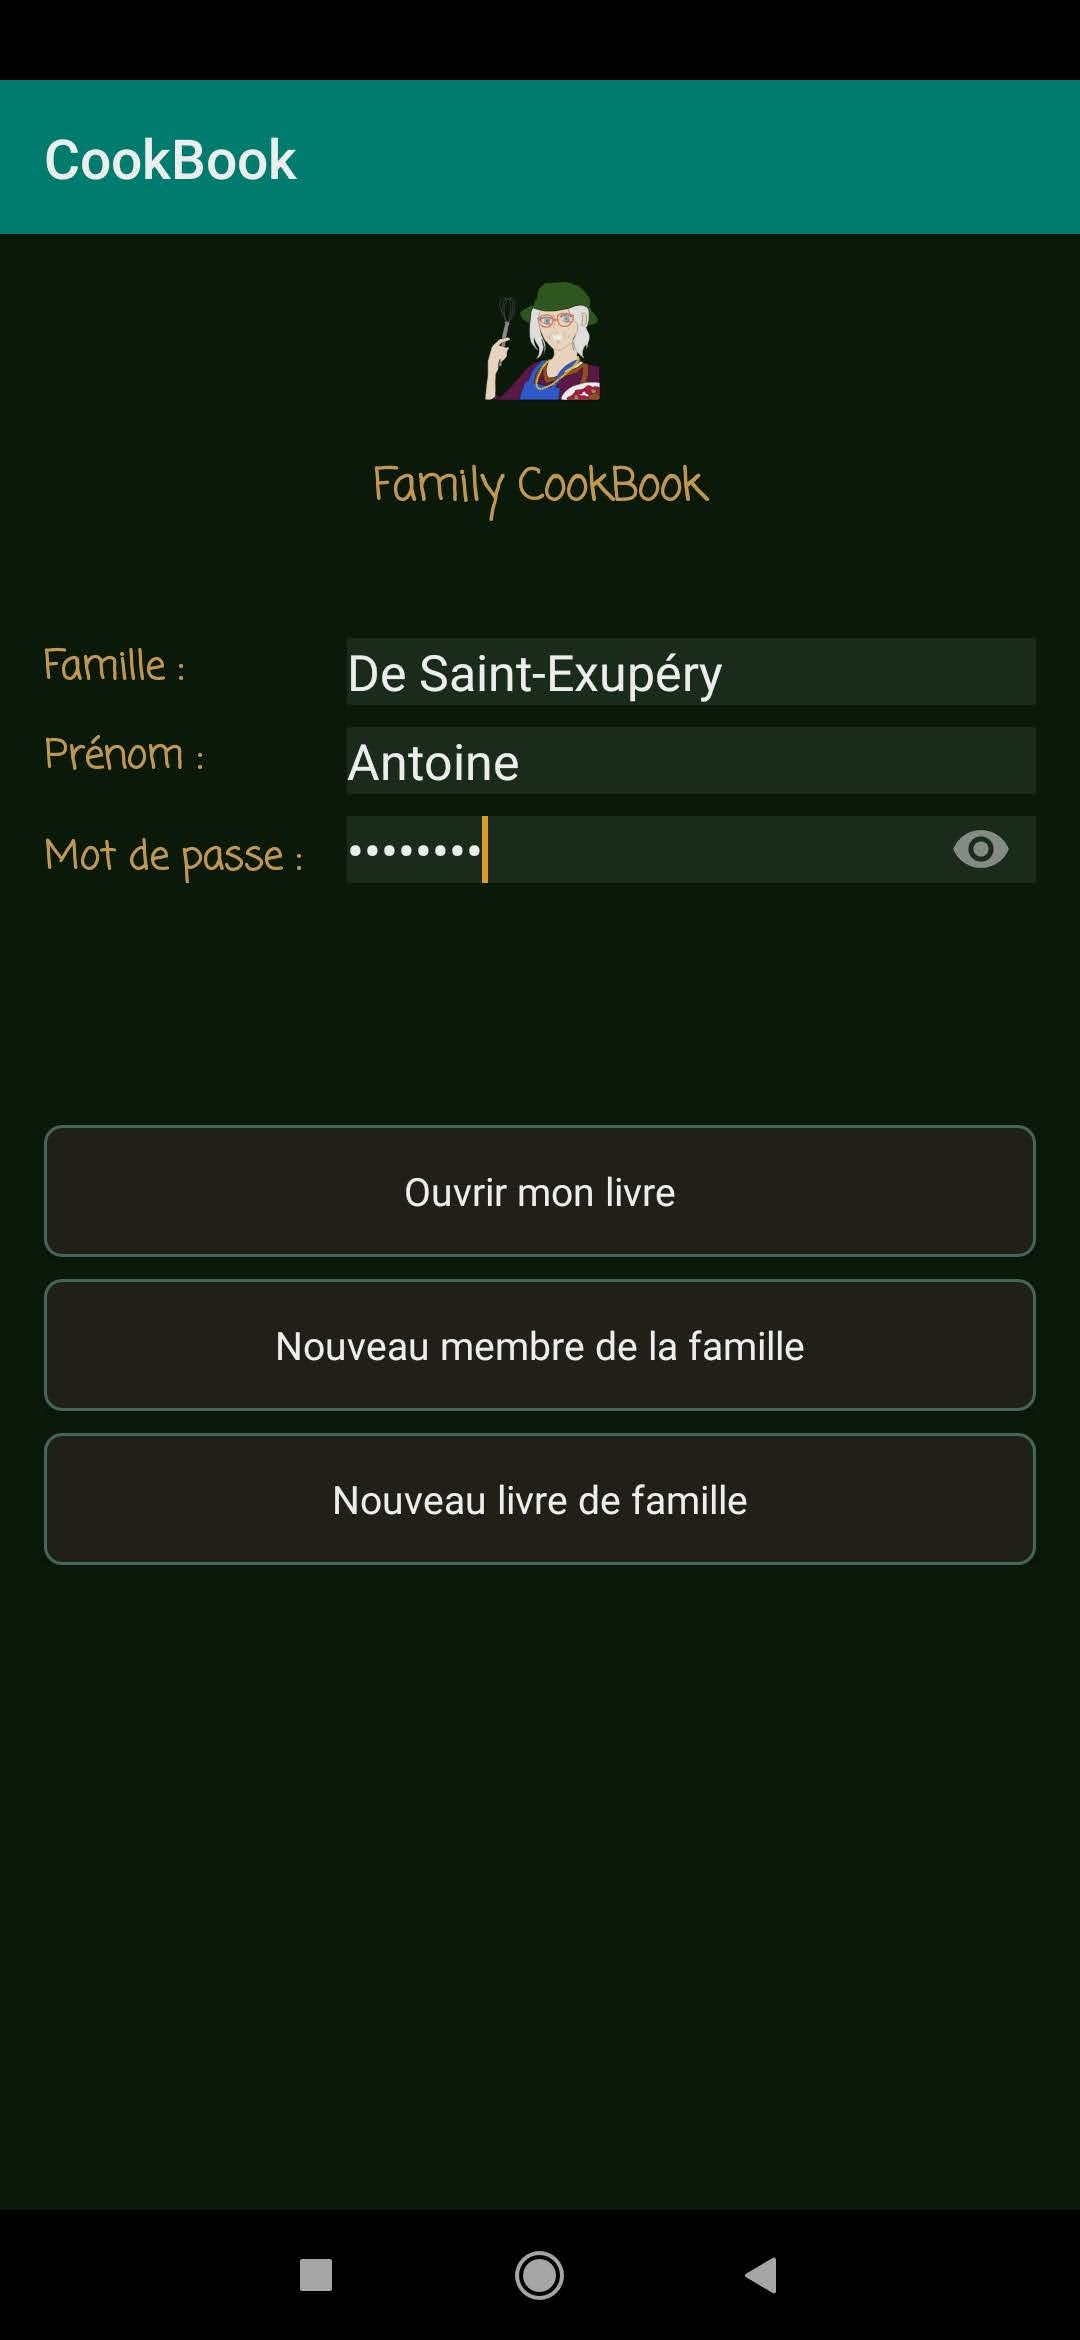 CookBook
Family CookBook
Famille : De Saint-Exupéry
Prénom : Antoine
Mot de passe : ••••••••
Ouvrir mon livre
Nouveau membre de la famille
Nouveau livre de famille